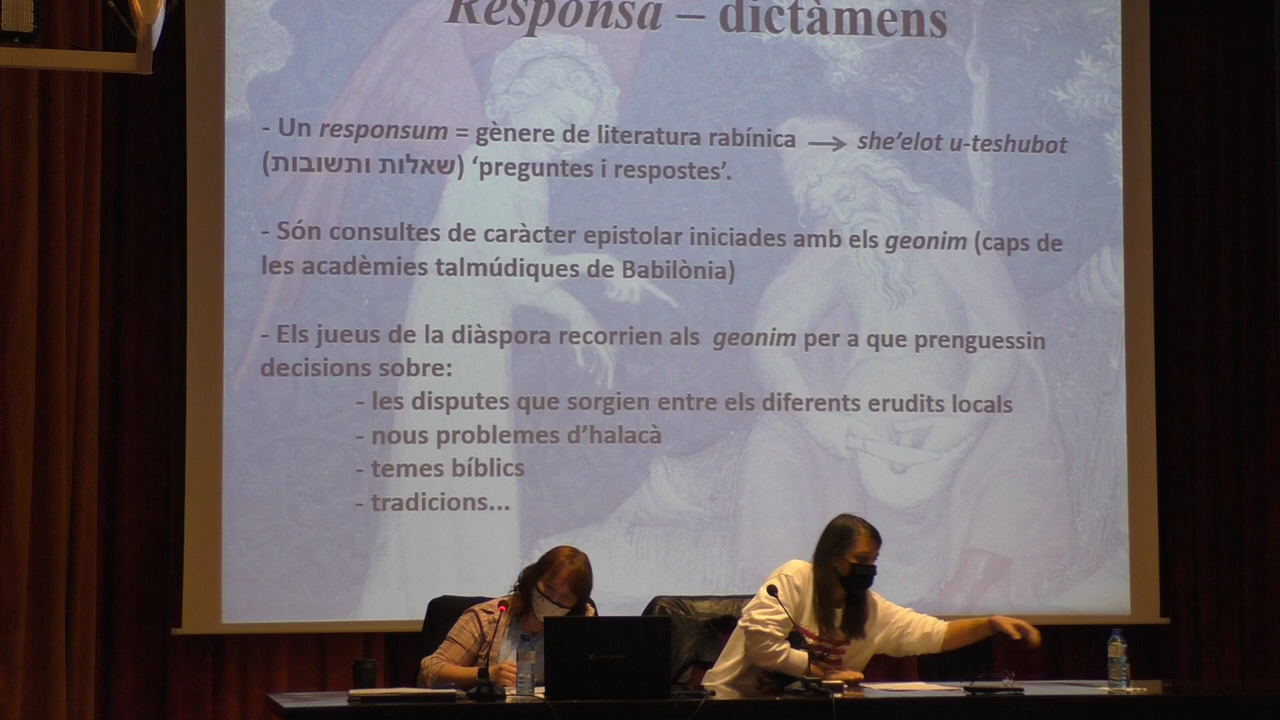 Responsa – dictàmens
- Un responsum = gènere de literatura rabínica → she'elot u-teshubot
(שאלות ותשובות) 'preguntes i respostes'.
- Són consultes de caràcter epistolar iniciades amb els geonim (caps de
les acadèmies talmúdiques de Babilònia)
- Els jueus de la diàspora recorrien als geonim per a que prenguessin
decisions sobre:
- les disputes que sorgien entre els diferents erudits locals
- nous problemes d'halacà
- temes bíblics
- tradicions...